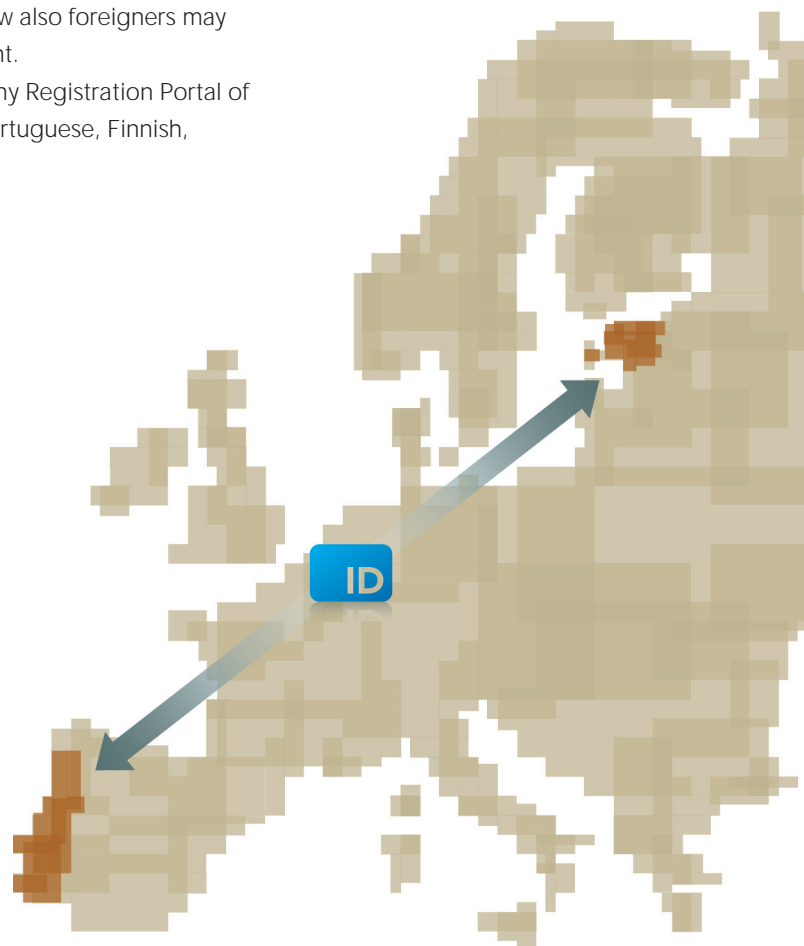 w also foreigners may
nt.
ny Registration Portal of
rtuguese, Finnish,
ID